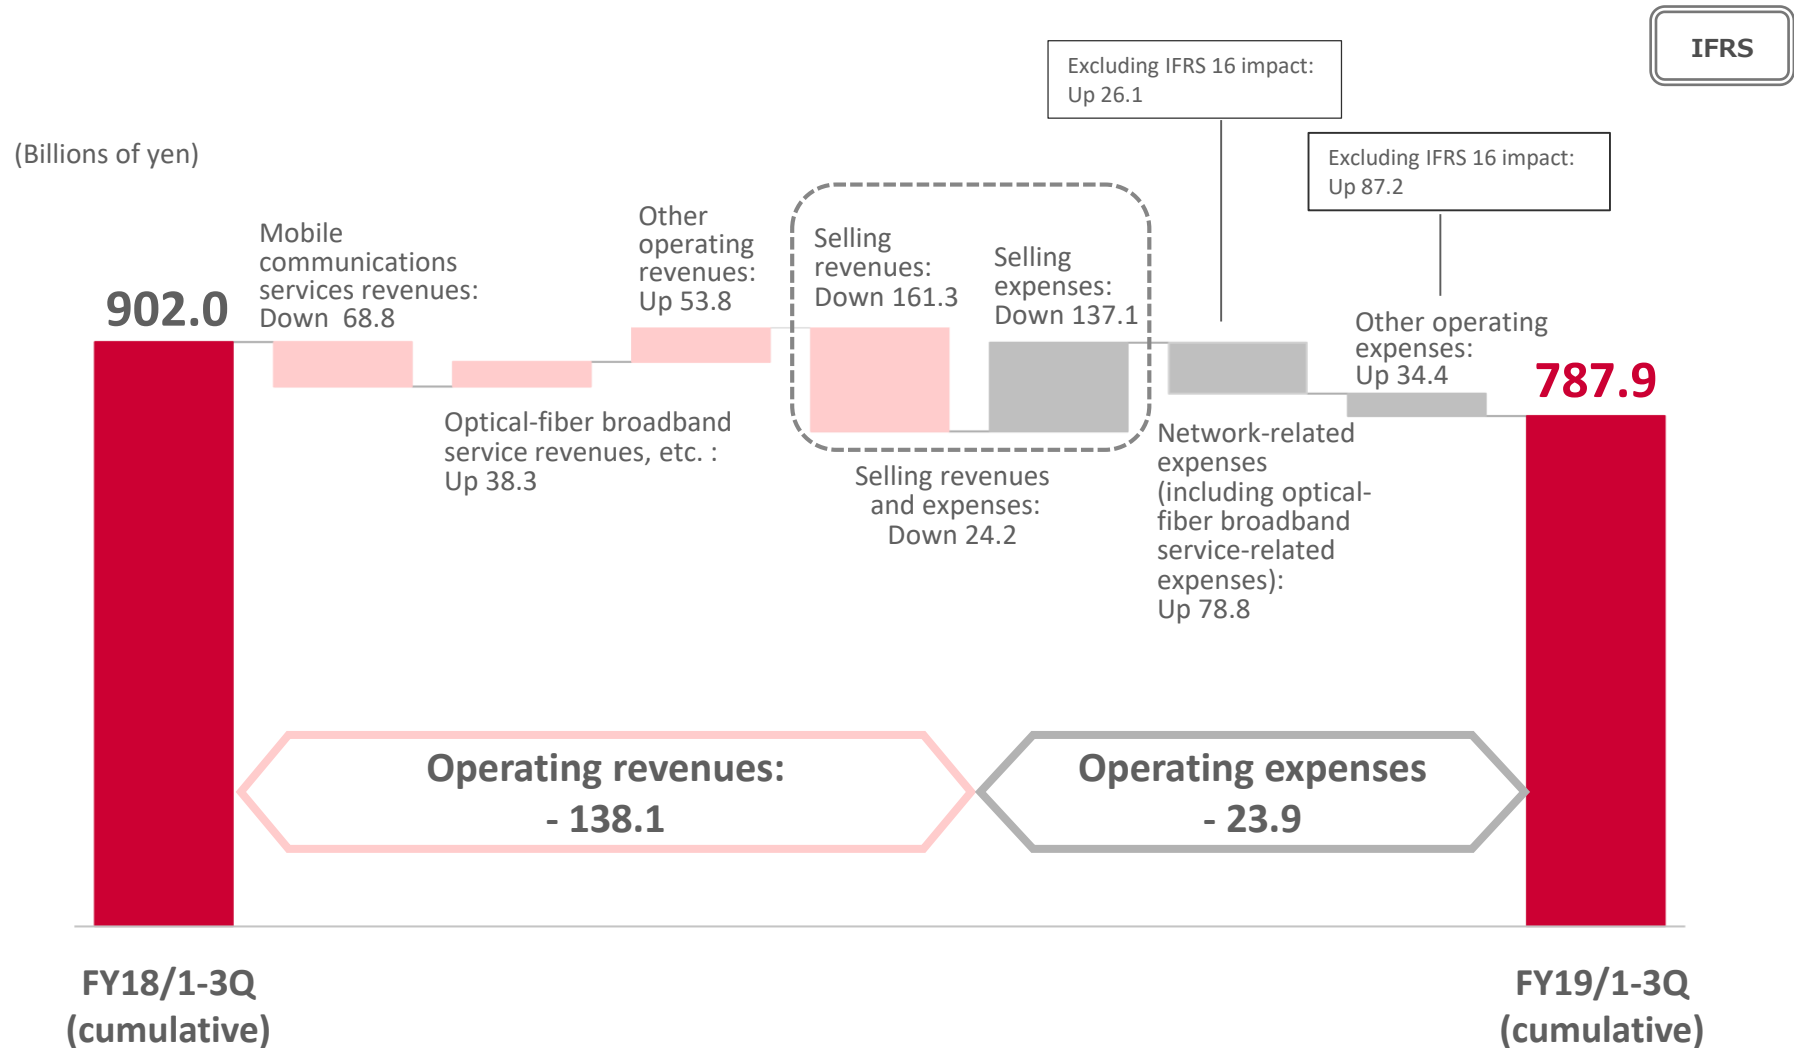 IFRS
Excluding IFRS 16 impact:
Up 26.1
(Billions of yen)
Excluding IFRS 16 impact:
Up 87.2
902.0
Mobile
communications
services revenues:
Down 68.8
Optical-fiber broadband
service revenues, etc. :
Up 38.3
Other
operating
revenues:
Up 53.8
Selling
revenues:
Down 161.3
Selling
expenses:
Down 137.1
Selling revenues
and expenses:
Down 24.2
Network-related
expenses
(including optical-
fiber broadband
service-related
expenses):
Up 78.8
Other operating
expenses:
Up 34.4
787.9
Operating revenues:
- 138.1
Operating expenses
- 23.9
FY18/1-3Q
(cumulative)
FY19/1-3Q
(cumulative)